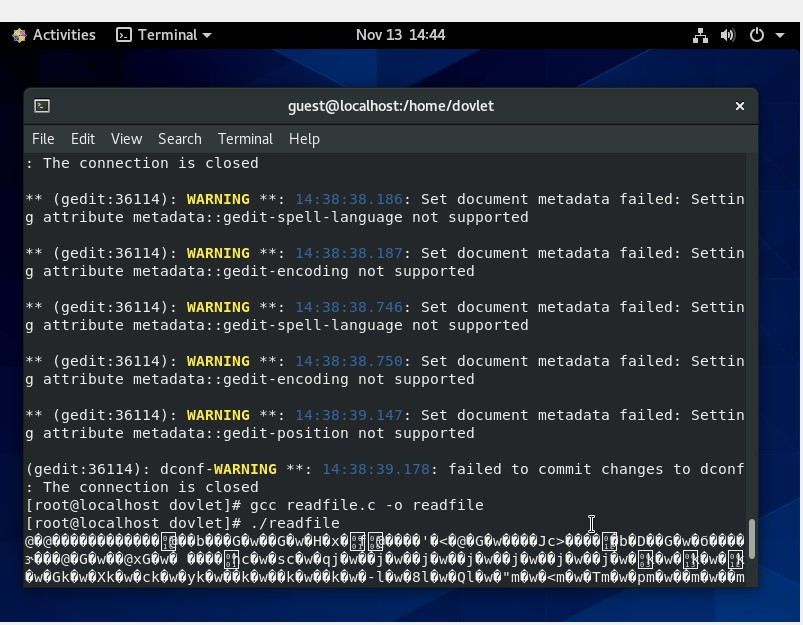 Activities
Terminal
Nov 13 14:44
guest@localhost:/home/dovlet
File Edit View Search Terminal Help
: The connection is closed
** (gedit:36114): WARNING **: 14:38:38.186: Set document metadata failed: Settin
g attribute metadata::gedit-spell-language not supported
** (gedit:36114): WARNING **: 14:38:38.187: Set document metadata failed: Settin
g attribute metadata::gedit-encoding not supported
** (gedit:36114): WARNING **: 14:38:38.746: Set document metadata failed: Settin
g attribute metadata::gedit-spell-language not supported
** (gedit:36114): WARNING **: 14:38:38.750: Set document metadata failed: Settin
g attribute metadata::gedit-encoding not supported
** (gedit:36114): WARNING **: 14:38:39.147: Set document metadata failed: Settin
g attribute metadata::gedit-position not supported
(gedit:36114): dconf-WARNING **: 14:38:39.178: failed to commit changes to dconf
: The connection is closed
[root@localhost dovlet]# gcc readfile.c -o readfile
[root@localhost dovlet]# ./readfile